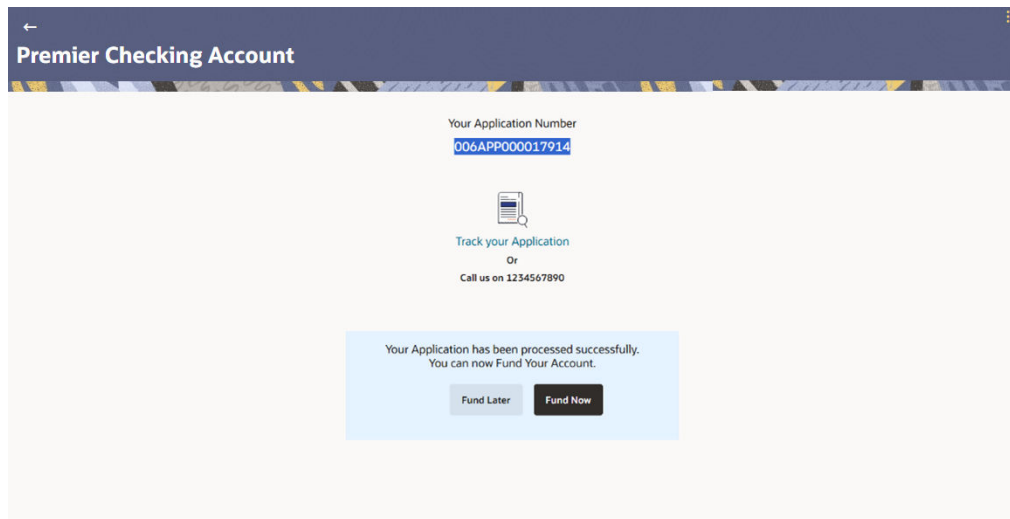 Premier Checking Account
Your Application Number
006APP000017914
Track your Application
Or
Call us on 1234567890
Your Application has been processed successfully.
You can now Fund Your Account.
Fund Later
Fund Now